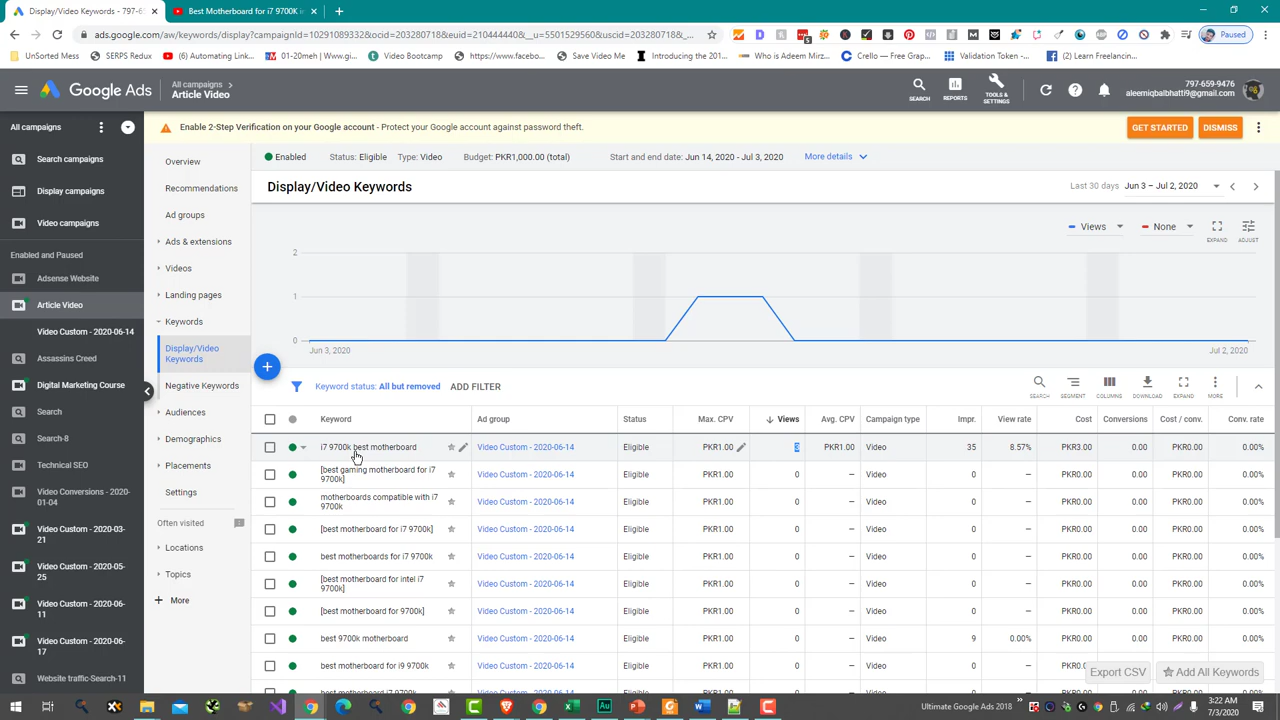 Display/Video Keywords - 797-6
Best Motherboard for i7 9700K in
ads.google.com/aw/keywords/display?campaignId=10291089332&ocid=203280718&euid=210444440&__u=5501529560&uscid=203280718&__c=...
Paused
UnSorted Mess
SERPS Redux
(6) Automating Link...
01-20meh | Www.gi...
Video Bootcamp
https://www.facebo...
Save Video Me
Introducing the 201...
Who is Adeem Mirz...
Crello — Free Grap...
Validation Token -...
(2) Learn Freelancin...
Google Ads
All campaigns
Article Video
SEARCH
REPORTS
TOOLS & SETTINGS
797-659-9476
aleemiqbalbhatti9@gmail.com
All campaigns
Enable 2-Step Verification on your Google account - Protect your Google account against password theft.
GET STARTED
DISMISS
Search campaigns
Display campaigns
Video campaigns
Enabled and Paused
Adsense Website
Article Video
Video Custom - 2020-06-14
Assassins Creed
Digital Marketing Course
Search
Search-8
Technical SEO
Video Conversions - 2020-
01-04
Video Custom - 2020-03-
21
Video Custom - 2020-05-
25
Video Custom - 2020-06-
11
Video Custom - 2020-06-
17
Website traffic-Search-11
Overview
Recommendations
Ad groups
Ads & extensions
Videos
Landing pages
Keywords
Display/Video
Keywords
Negative Keywords
Audiences
Demographics
Placements
Settings
Often visited
Locations
Topics
More
Enabled
Status: Eligible
Type: Video
Budget: PKR1,000.00 (total)
Start and end date: Jun 14, 2020 - Jul 3, 2020
More details
Display/Video Keywords
Last 30 days
Jun 3 – Jul 2, 2020
Views
None
EXPAND
ADJUST
2
1
0
Jun 3, 2020
Jul 2, 2020
Keyword status: All but removed
ADD FILTER
SEARCH
SEGMENT
COLUMNS
DOWNLOAD
EXPAND
MORE
Keyword Ad group Status Max. CPV Views Avg. CPV Campaign type Impr. View rate Cost Conversions Cost / conv. Conv. rate
i7 9700k best motherboard Video Custom - 2020-06-14 Eligible PKR1.00 3 PKR1.00 Video 35 8.57% PKR3.00 0.00 PKR0.00 0.00%
[best gaming motherboard for i7
9700k] Video Custom - 2020-06-14 Eligible PKR1.00 0 — Video 0 — PKR0.00 0.00 PKR0.00 0.00%
motherboards compatible with i7
9700k Video Custom - 2020-06-14 Eligible PKR1.00 0 — Video 0 — PKR0.00 0.00 PKR0.00 0.00%
[best motherboard for i7 9700k] Video Custom - 2020-06-14 Eligible PKR1.00 0 — Video 0 — PKR0.00 0.00 PKR0.00 0.00%
best motherboards for i7 9700k Video Custom - 2020-06-14 Eligible PKR1.00 0 — Video 0 — PKR0.00 0.00 PKR0.00 0.00%
[best motherboard for intel i7
9700k] Video Custom - 2020-06-14 Eligible PKR1.00 0 — Video 0 — PKR0.00 0.00 PKR0.00 0.00%
[best motherboard for 9700k] Video Custom - 2020-06-14 Eligible PKR1.00 0 — Video 0 — PKR0.00 0.00 PKR0.00 0.00%
best 9700k motherboard Video Custom - 2020-06-14 Eligible PKR1.00 0 — Video 9 0.00% PKR0.00 0.00 PKR0.00 0.00%
best motherboard for i9 9700k Video Custom - 2020-06-14 Eligible PKR1.00 0 — Video 0 — PKR0.0
Export CSV
Add All Keywords
best motherboard i7 9700k
Ultimate Google Ads 2018
3:22 AM
7/3/2020